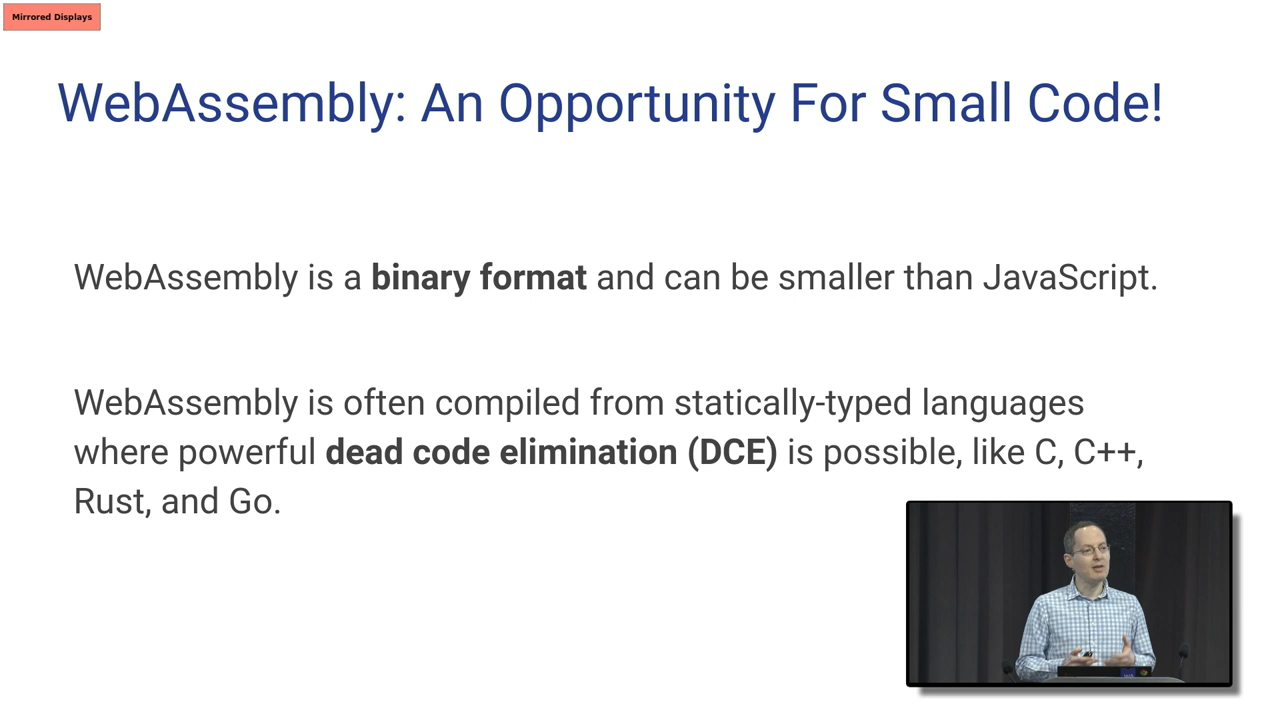 Mirrored Displays
WebAssembly: An Opportunity For Small Code!
WebAssembly is a binary format and can be smaller than JavaScript.
WebAssembly is often compiled from statically-typed languages
where powerful dead code elimination (DCE) is possible, like C, C++,
Rust, and Go.